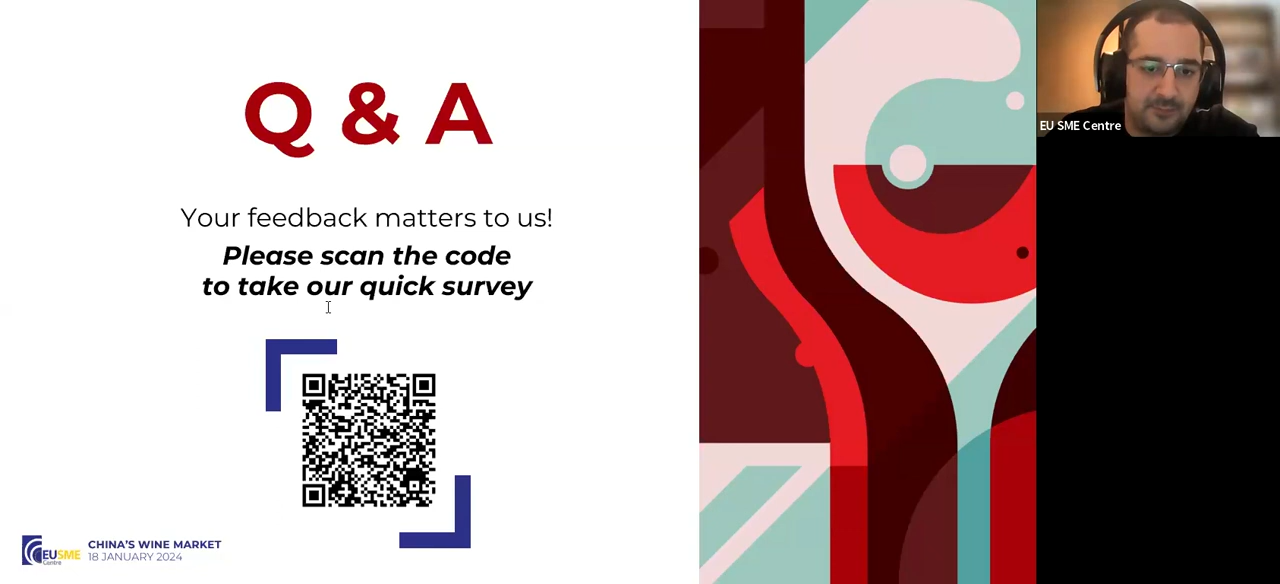 Q & A
Your feedback matters to us!
Please scan the code
to take our quick survey
EU SME Centre
EUSME
Centre
CHINA'S WINE MARKET
18 JANUARY 2024